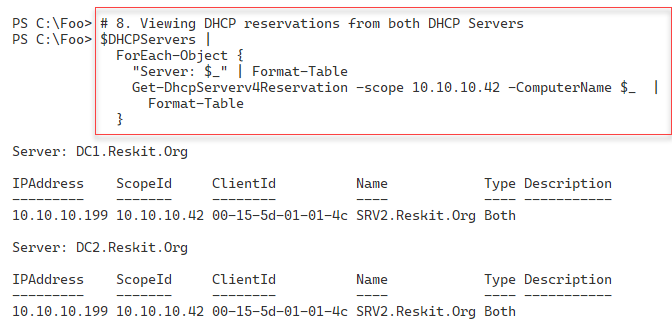 PS C:\Foo> # 8. Viewing DHCP reservations from both DHCP Servers
PS C:\Foo> $DHCPServers |
ForEach-Object {
"Server: $_" | Format-Table
Get-DhcpServerv4Reservation -scope 10.10.10.42 -ComputerName $_ |
Format-Table
}
Server: DC1.Reskit.Org
IPAddress ScopeId ClientId Name Type Description
--------- ------- -------- ---- ---- -----------
10.10.10.199 10.10.10.42 00-15-5d-01-01-4c SRV2.Reskit.Org Both
Server: DC2.Reskit.Org
IPAddress ScopeId ClientId Name Type Description
--------- ------- -------- ---- ---- -----------
10.10.10.199 10.10.10.42 00-15-5d-01-01-4c SRV2.Reskit.Org Both